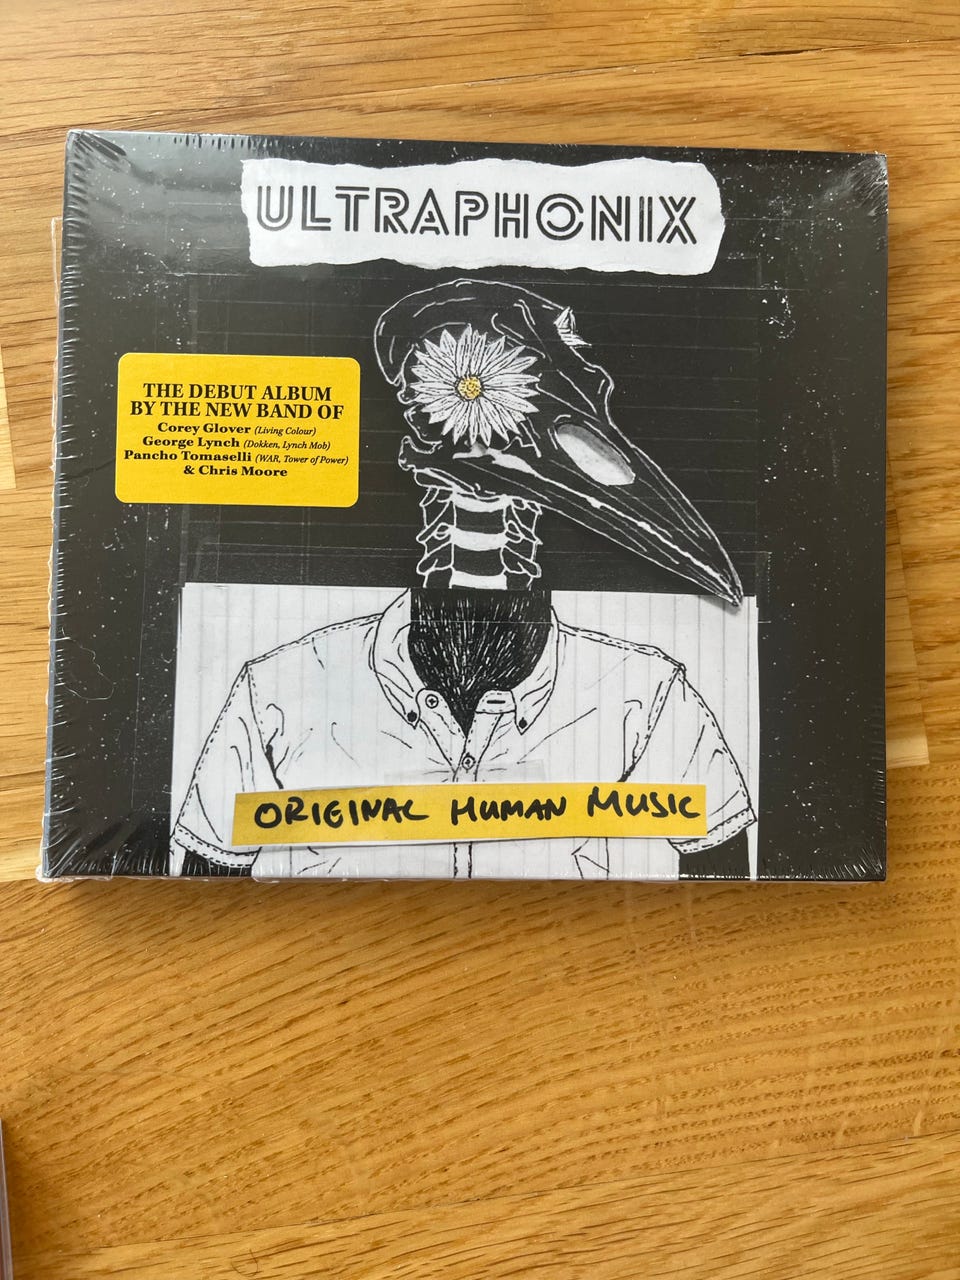 ULTRAPHONIX
THE DEBUT ALBUM
BY THE NEW BAND OF
Corey Glover (Living Colour)
George Lynch (Dokken, Lynch Mob)
Pancho Tomaselli (WAR, Tower of Power)
& Chris Moore
ORIGINAL HUMAN MUSIC